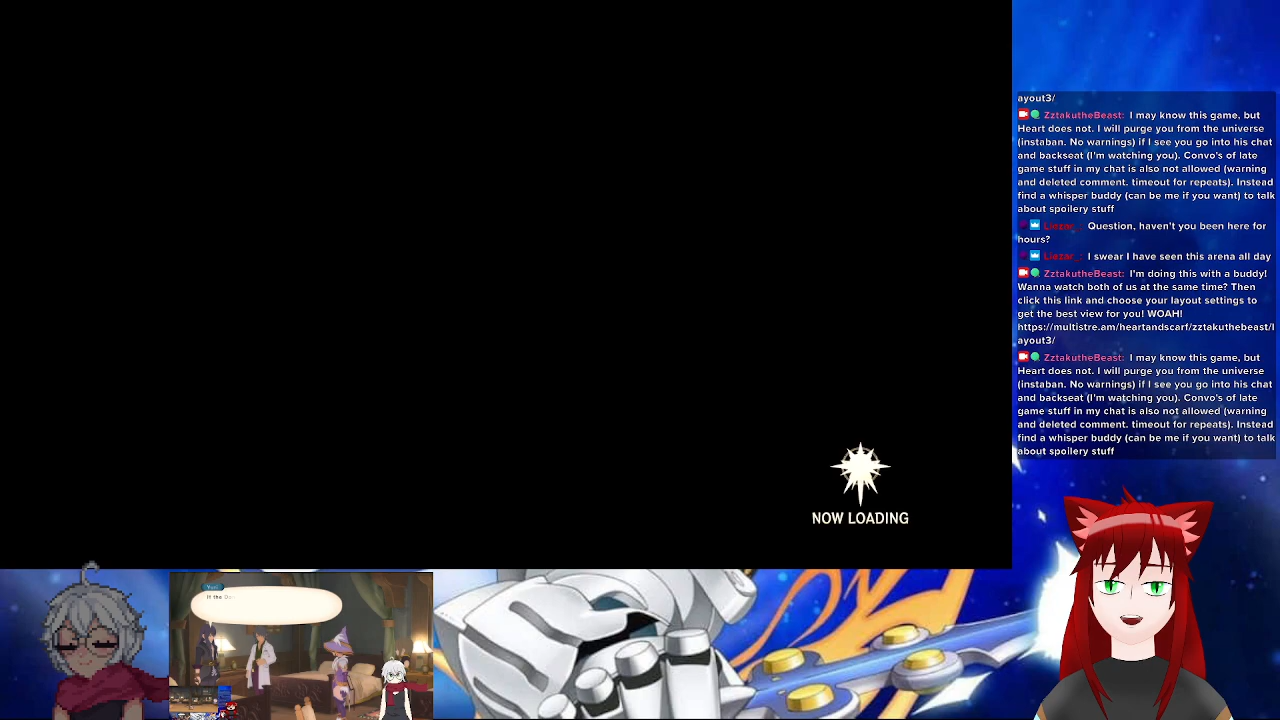 ayout3/
ZztakutheBeast: I may know this game, but
Heart does not. I will purge you from the universe
(instaban. No warnings) if I see you go into his chat
and backseat (I'm watching you). Convo's of late
game stuff in my chat is also not allowed (warning
and deleted comment. timeout for repeats). Instead
find a whisper buddy (can be me if you want) to talk
about spoilery stuff
Liezar_: Question, haven't you been here for
hours?
Liezar_: I swear I have seen this arena all day
ZztakutheBeast: I'm doing this with a buddy!
Wanna watch both of us at the same time? Then
click this link and choose your layout settings to
get the best view for you! WOAH!
https://multistre.am/heartandscarf/zztakuthebeast/l
ayout3/
ZztakutheBeast: I may know this game, but
Heart does not. I will purge you from the universe
(instaban. No warnings) if I see you go into his chat
and backseat (I'm watching you). Convo's of late
game stuff in my chat is also not allowed (warning
and deleted comment. timeout for repeats). Instead
find a whisper buddy (can be me if you want) to talk
about spoilery stuff
NOW LOADING
If the